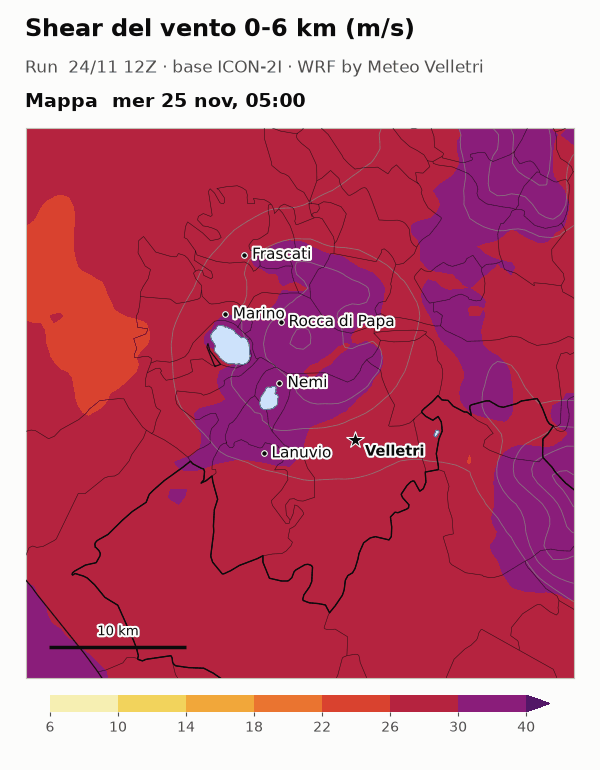 Shear del vento 0-6 km (m/s)
Run  24/11 12Z · base ICON-2I · WRF by Meteo Velletri
Mappa  mer 25 nov, 05:00
Frascati
Marino
Rocca di Papa
Nemi
Velletri
Lanuvio
10 km
6 10 14 18 22 26 30 40